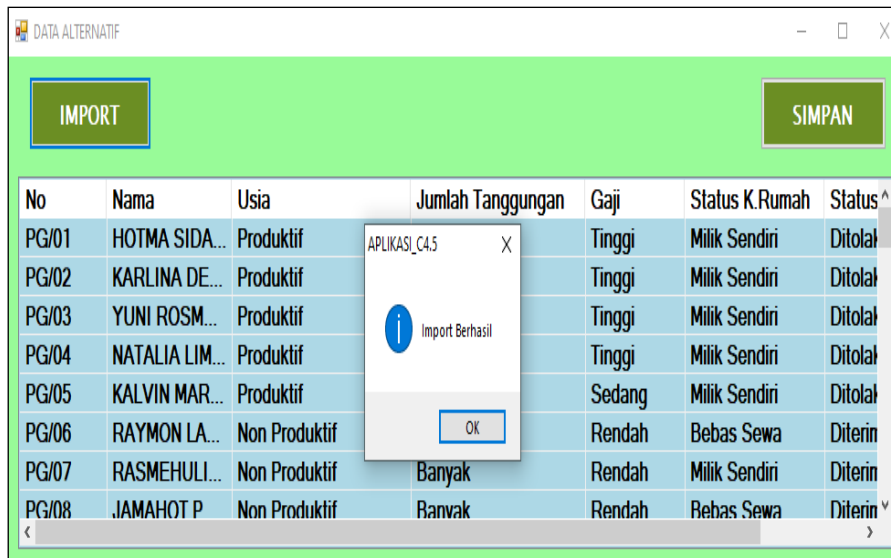 DATA ALTERNATIF
IMPORT
SIMPAN
No Nama Usia Jumlah Tanggungan Gaji Status K.Rumah Status
PG/01 HOTMA SIDA... Produktif Tinggi Milik Sendiri Ditolak
PG/02 KARLINA DE... Produktif Tinggi Milik Sendiri Ditolak
PG/03 YUNI ROSM... Produktif Tinggi Milik Sendiri Ditolak
PG/04 NATALIA LIM... Produktif Tinggi Milik Sendiri Ditolak
PG/05 KALVIN MAR... Produktif Sedang Milik Sendiri Ditolak
PG/06 RAYMON LA... Non Produktif Rendah Bebas Sewa Diterim
PG/07 RASMEHULI... Non Produktif Banyak Rendah Milik Sendiri Diterim
PG/08 JAMAHOT P Non Produktif Banyak Rendah Bebas Sewa Diterim
APLIKASI_C4.5
Import Berhasil
OK